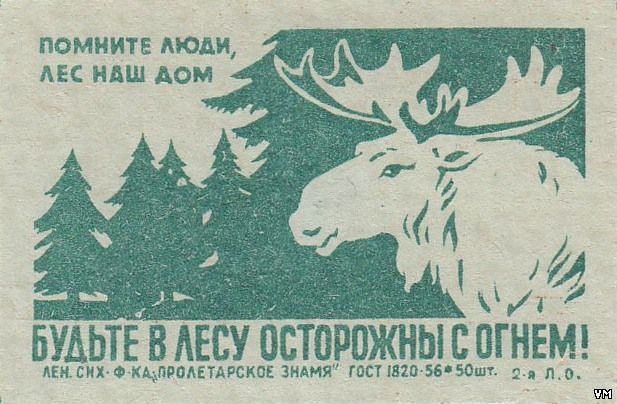 ПОМНИТЕ ЛЮДИ,
ЛЕС НАШ ДОМ
БУДЬТЕ В ЛЕСУ ОСТОРОЖНЫ С ОГНЕМ!
ЛЕН. СИХ·Ф-КА „ПРОЛЕТАРСКОЕ ЗНАМЯ" ГОСТ 1820-56*50шт. 2-я Л.О.
VM